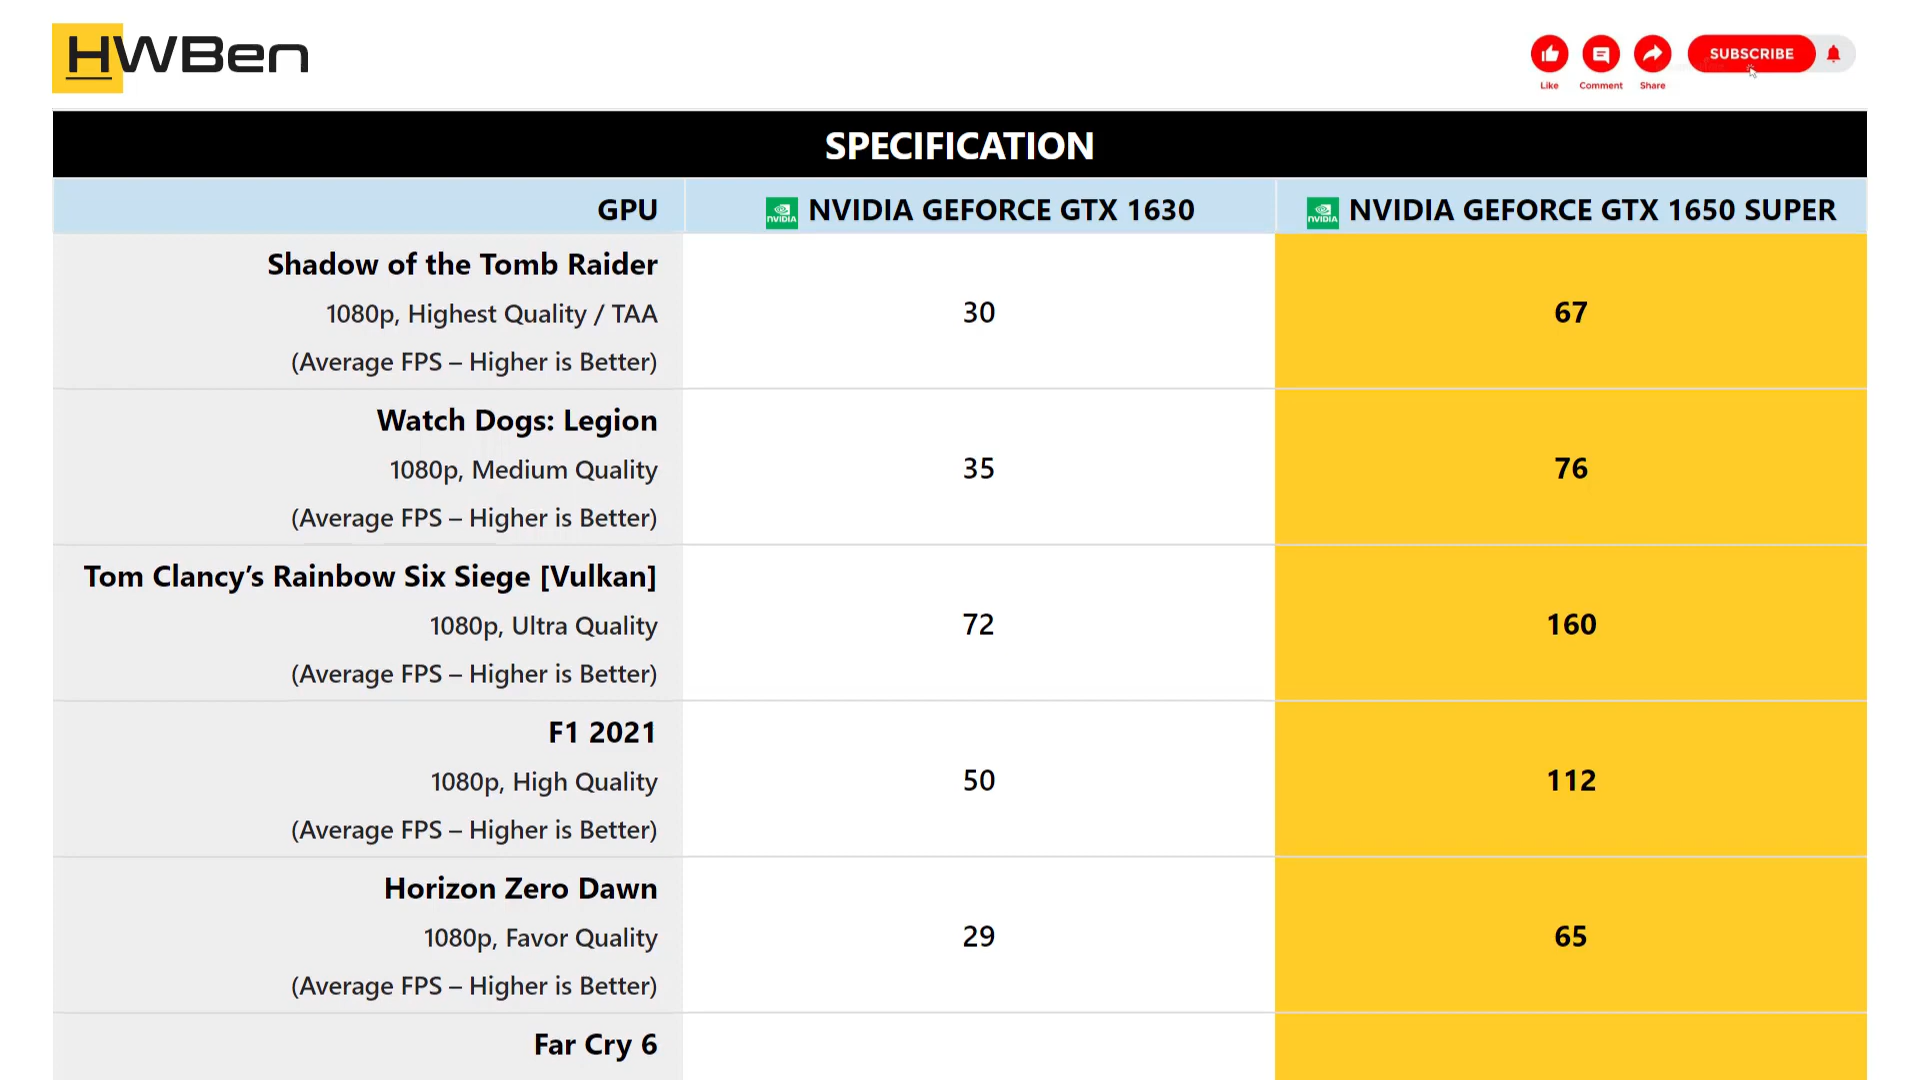 HWBen
Like
Comment
Share
SUBSCRIBE
SPECIFICATION
GPU
NVIDIA
NVIDIA GEFORCE GTX 1630
NVIDIA
NVIDIA GEFORCE GTX 1650 SUPER
Shadow of the Tomb Raider
1080p, Highest Quality / TAA
(Average FPS – Higher is Better)
30
67
Watch Dogs: Legion
1080p, Medium Quality
(Average FPS – Higher is Better)
35
76
Tom Clancy’s Rainbow Six Siege [Vulkan]
1080p, Ultra Quality
(Average FPS – Higher is Better)
72
160
F1 2021
1080p, High Quality
(Average FPS – Higher is Better)
50
112
Horizon Zero Dawn
1080p, Favor Quality
(Average FPS – Higher is Better)
29
65
Far Cry 6